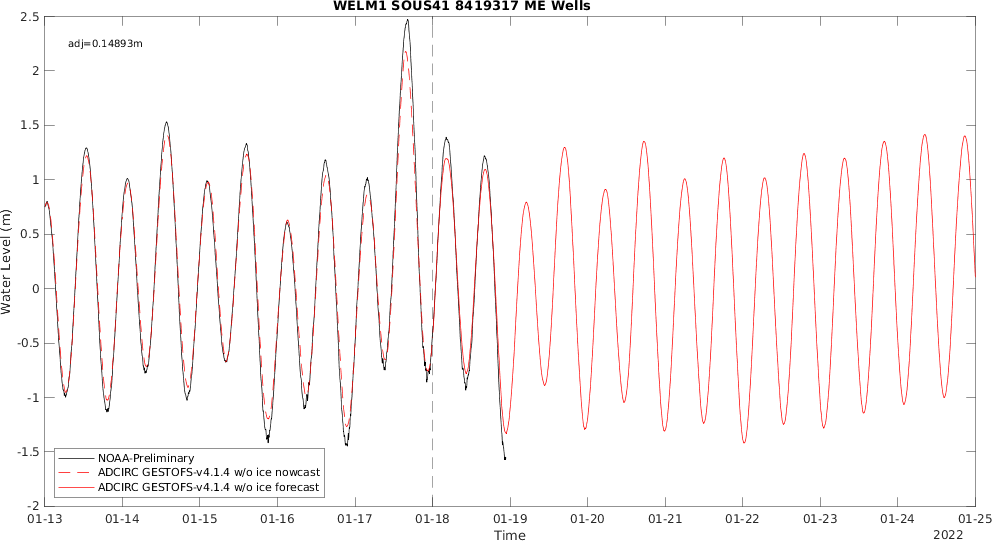 WELM1 SOUS41 8419317 ME Wells
adj=0.14893m
2.5
2
1.5
1
0.5
0
-0.5
-1
-1.5
-2
Water Level (m)
NOAA-Preliminary
ADCIRC GESTOFS-v4.1.4 w/o ice nowcast
ADCIRC GESTOFS-v4.1.4 w/o ice forecast
01-13 01-14 01-15 01-16 01-17 01-18 01-19 01-20 01-21 01-22 01-23 01-24 01-25
Time
2022